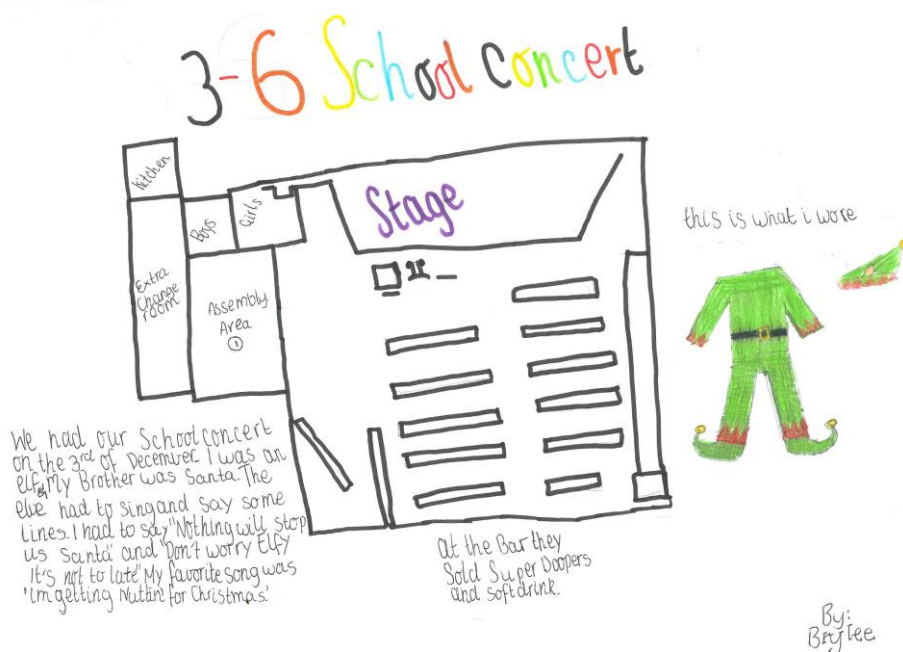 3-6 School Concert
Kitchen
Boys
Girls
Stage
this is what i wore
Extra
Change
room
Assembly
Area
1
We had our School concert
on the 3rd of December I was an
elf & My Brother was Santa. The
elve had to sing and say some
lines. I had to say "Nothing will stop
us Santa" and "Don't worry Elfy
It's not to late" My favorite song was
"Im getting Nuttin' for Christmas."
at the Bar they
Sold Super Doopers
and soft drink.
By:
Brylee